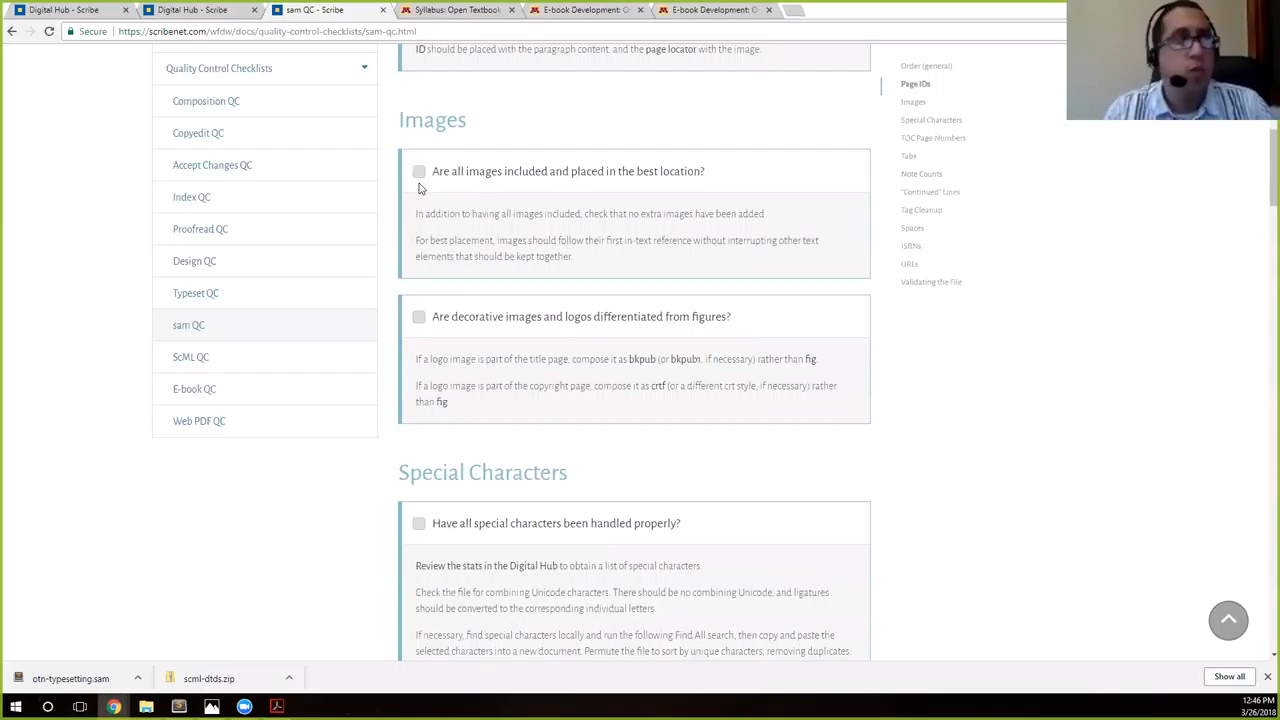 Digital Hub - Scribe
Digital Hub - Scribe
sam QC - Scribe
Syllabus: Open Textbook
E-book Development: O
E-book Development: O
Secure
https://scribenet.com/wfdw/docs/quality-control-checklists/sam-qc.html
Quality Control Checklists
Composition QC
Copyedit QC
Accept Changes QC
Index QC
Proofread QC
Design QC
Typeset QC
sam QC
ScML QC
E-book QC
Web PDF QC
ID should be placed with the paragraph content, and the page locator with the image.
Images
Are all images included and placed in the best location?
In addition to having all images included, check that no extra images have been added.
For best placement, images should follow their first in-text reference without interrupting other text
elements that should be kept together.
Are decorative images and logos differentiated from figures?
If a logo image is part of the title page, compose it as bkpub (or bkpub1, if necessary) rather than fig.
If a logo image is part of the copyright page, compose it as crtf (or a different crt style, if necessary) rather
than fig
Special Characters
Have all special characters been handled properly?
Review the stats in the Digital Hub to obtain a list of special characters.
Check the file for combining Unicode characters. There should be no combining Unicode, and ligatures
should be converted to the corresponding individual letters.
If necessary, find special characters locally and run the following Find All search, then copy and paste the
selected characters into a new document. Permute the file to sort by unique characters, removing duplicates.
Order (general)
Page IDs
Images
Special Characters
TOC Page Numbers
Tabs
Note Counts
"Continued" Lines
Tag Cleanup
Spaces
ISBNs
URLs
Validating the File
otn-typesetting.sam
scml-dtds.zip
Show all
12:46 PM
3/26/2018